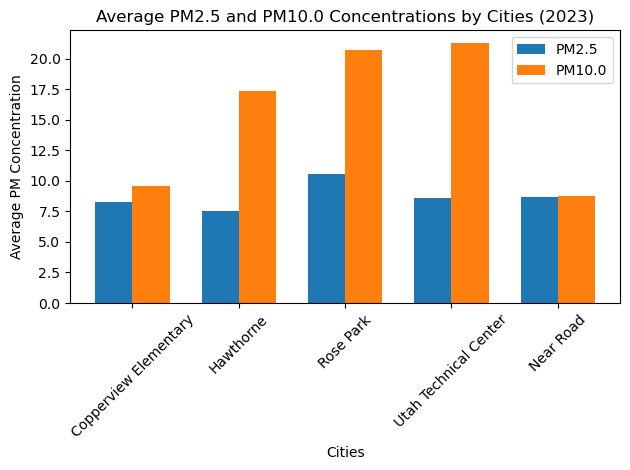 Average PM2.5 and PM10.0 Concentrations by Cities (2023)
PM2.5
PM10.0
Average PM Concentration
20.0
17.5
15.0
12.5
10.0
7.5
5.0
2.5
0.0
Copperview Elementary
Hawthorne
Rose Park
Utah Technical Center
Near Road
Cities